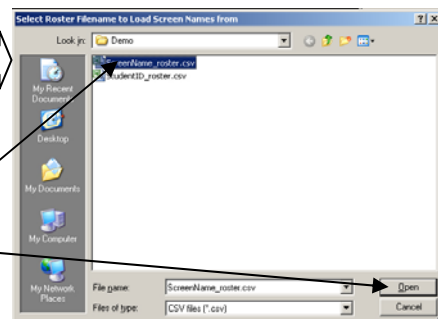 Select Roster Filename to Load Screen Names from
Look in:
Demo
ScreenName_roster.csv
StudentID_roster.csv
My Recent
Documents
Desktop
My Documents
My Computer
My Network
Places
File name:
ScreenName_roster.csv
Open
Files of type:
CSV files (*.csv)
Cancel